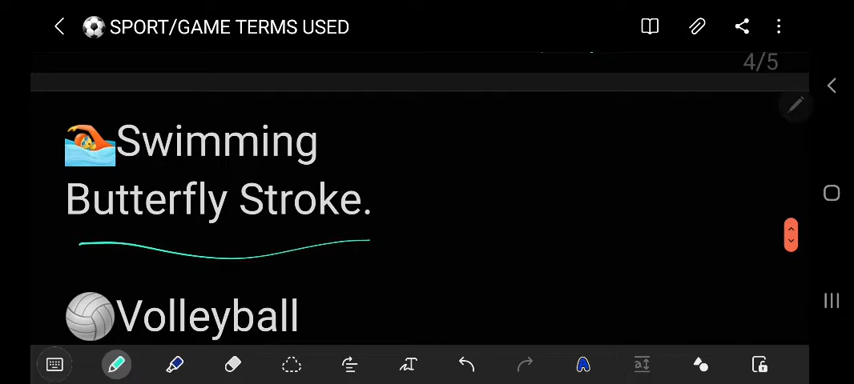 ⚽ SPORT/GAME TERMS USED
4/5
🏊Swimming
Butterfly Stroke.
🏐Volleyball